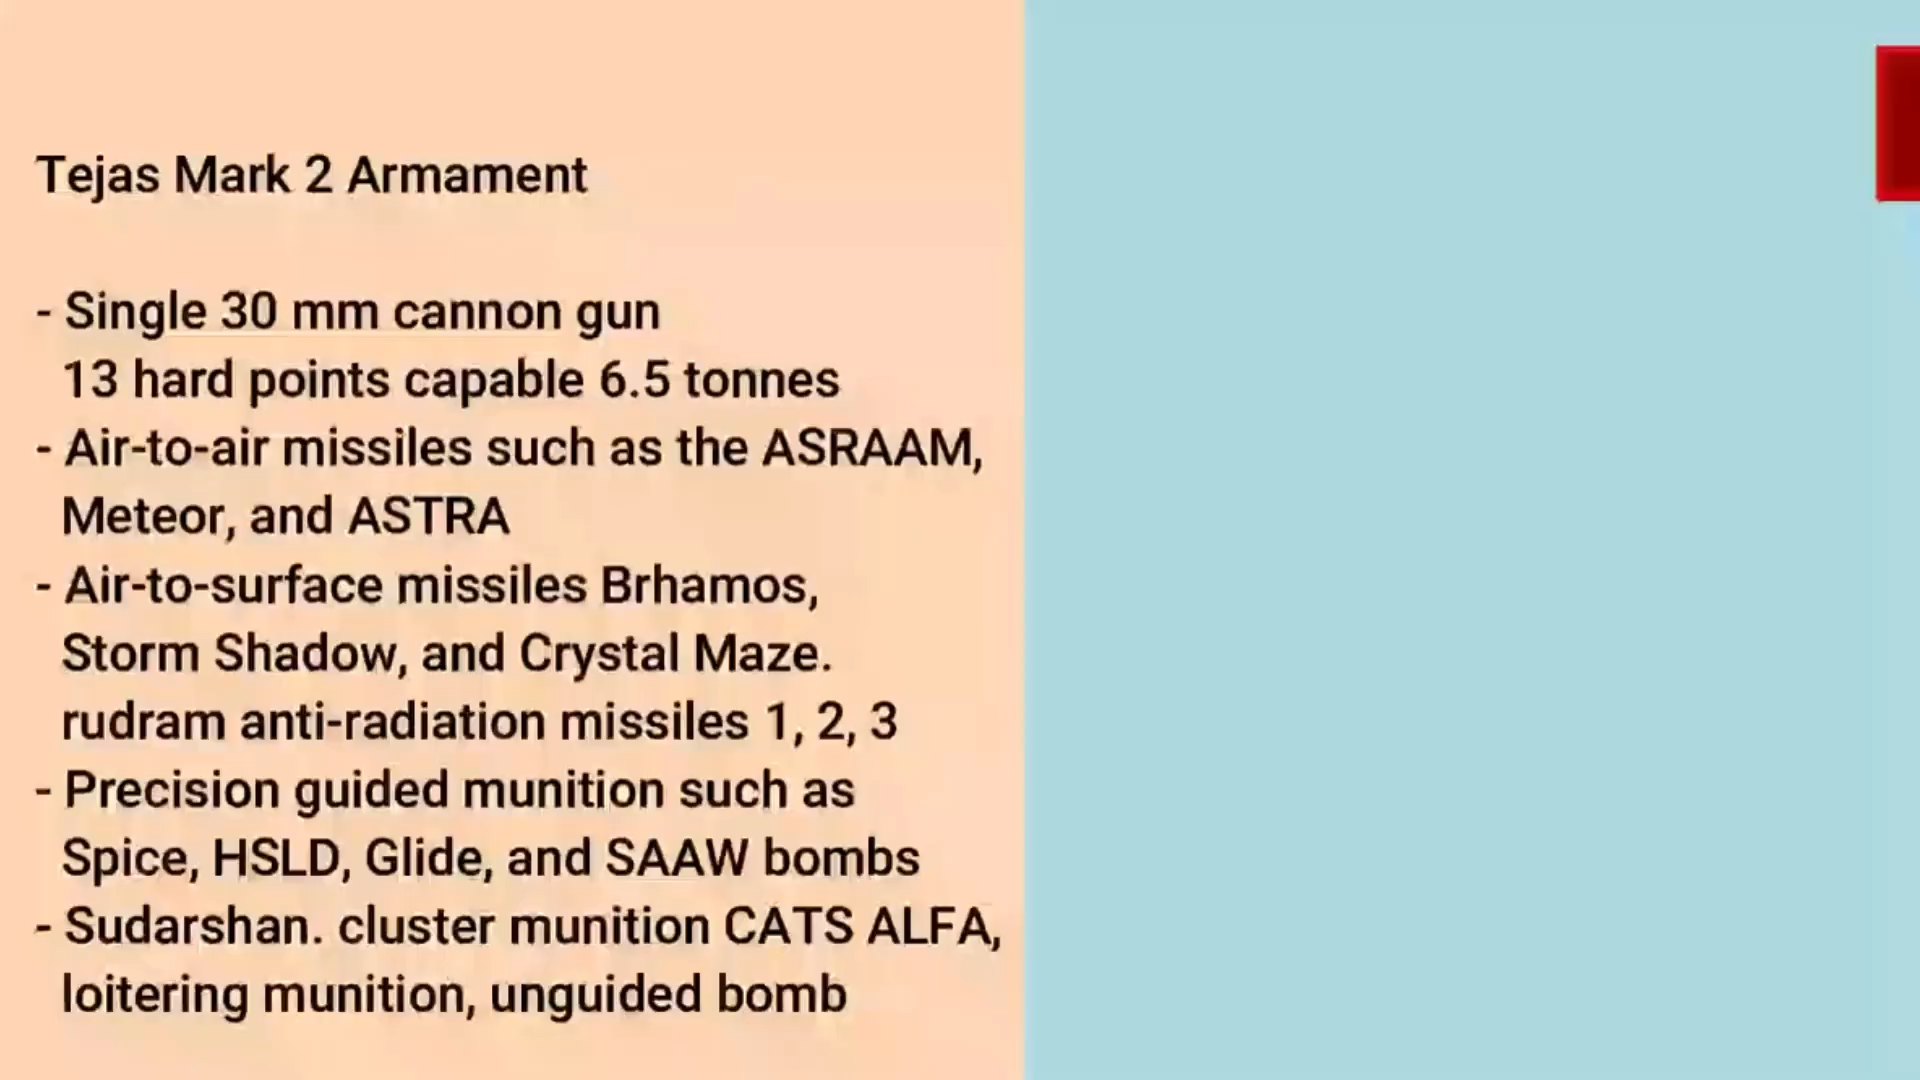 Tejas Mark 2 Armament
- Single 30 mm cannon gun
13 hard points capable 6.5 tonnes
- Air-to-air missiles such as the ASRAAM,
Meteor, and ASTRA
- Air-to-surface missiles Brhamos,
Storm Shadow, and Crystal Maze.
rudram anti-radiation missiles 1, 2, 3
- Precision guided munition such as
Spice, HSLD, Glide, and SAAW bombs
- Sudarshan. cluster munition CATS ALFA,
loitering munition, unguided bomb